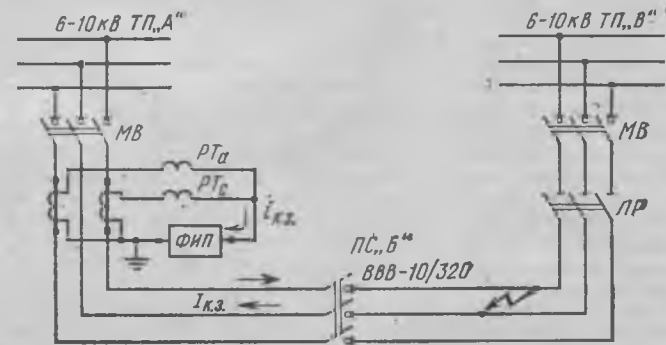 6-10кВ ТП„А“
6-10кВ ТП„В“
МВ
МВ
РТа
РТс
Iк.з.
ФИП
ЛР
ПС„Б“
ВВВ-10/320
Iк.з.